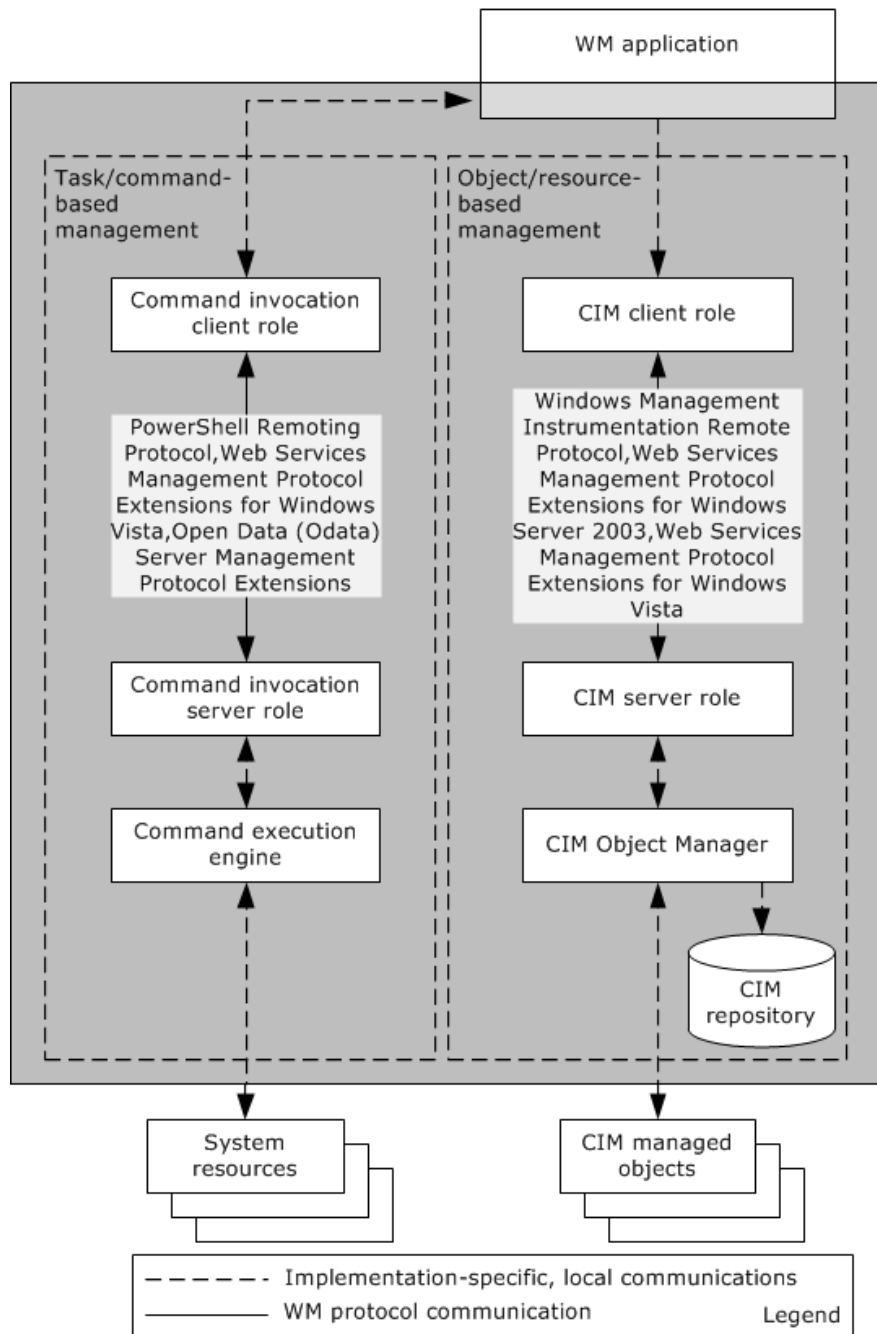 WM application
Task/command-
based
management
Object/resource-
based
management
Command invocation
client role
CIM client role
PowerShell Remoting
Protocol,Web Services
Management Protocol
Extensions for Windows
Vista,Open Data (Odata)
Server Management
Protocol Extensions
Windows Management
Instrumentation Remote
Protocol,Web Services
Management Protocol
Extensions for Windows
Server 2003,Web Services
Management Protocol
Extensions for Windows
Vista
Command invocation
server role
CIM server role
Command execution
engine
CIM Object Manager
CIM
repository
System
resources
CIM managed
objects
Implementation-specific, local communications
WM protocol communication
Legend